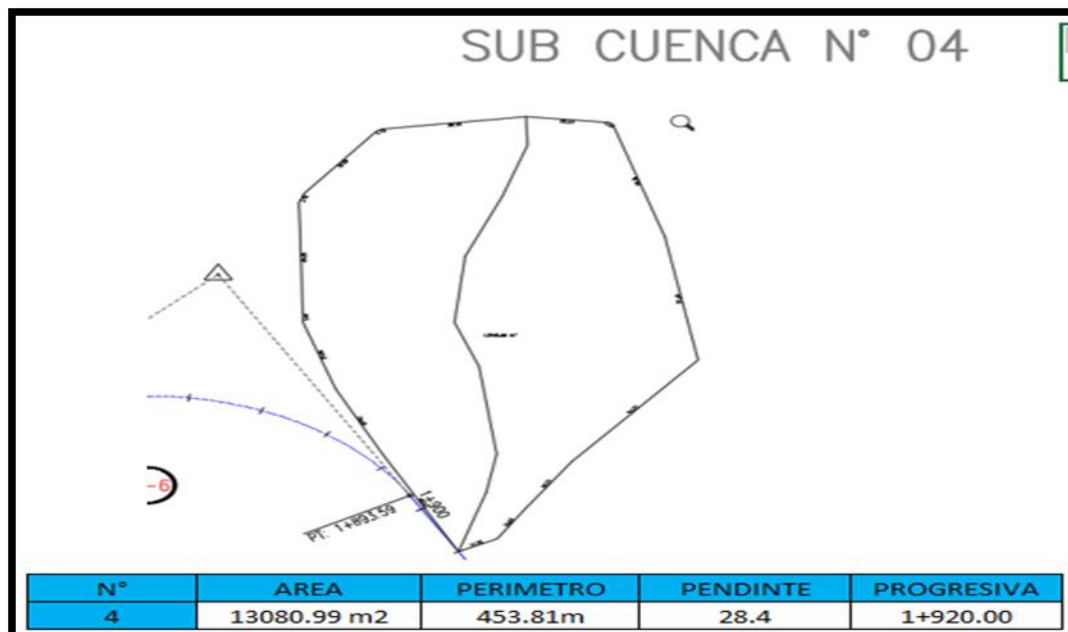 SUB CUENCA N° 04
1+900
PT: 1+893.59
-6
N° AREA PERIMETRO PENDINTE PROGRESIVA
4 13080.99 m2 453.81m 28.4 1+920.00